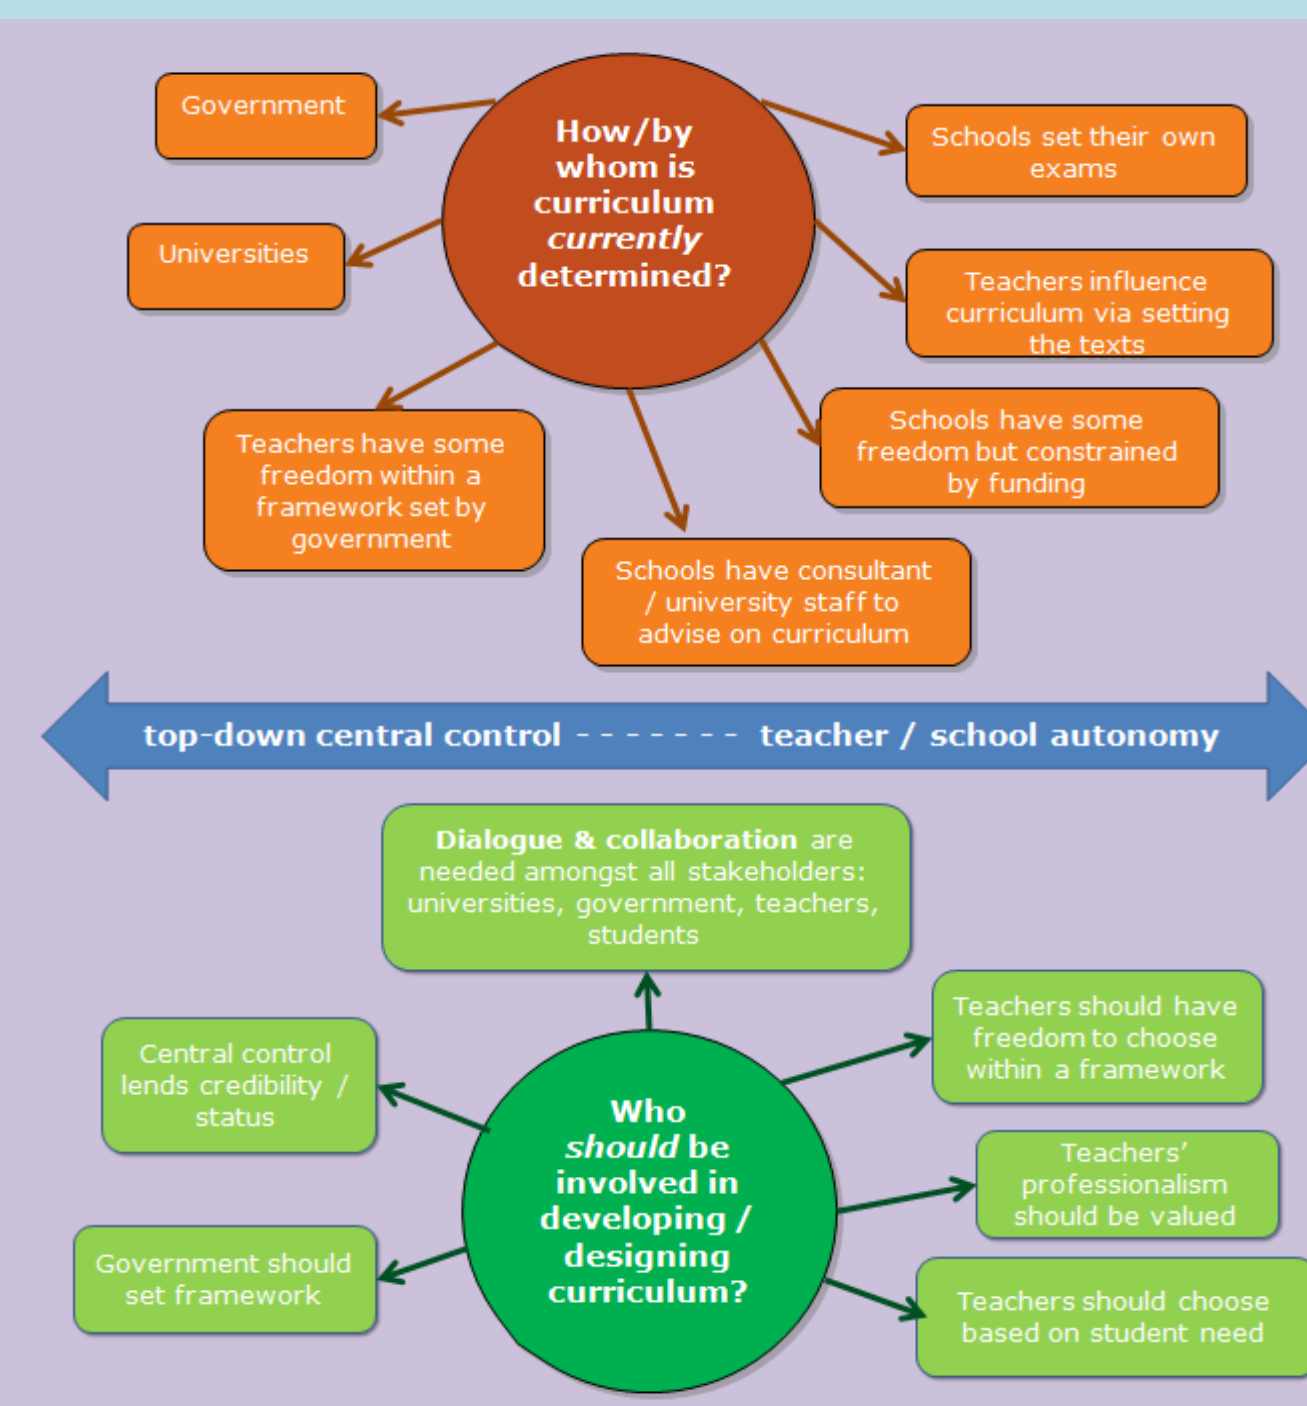 How/by
whom is
curriculum
currently
determined?
Government
Universities
Teachers have some
freedom within a
framework set by
government
Schools have consultant
/ university staff to
advise on curriculum
Schools set their own
exams
Teachers influence
curriculum via setting
the texts
Schools have some
freedom but constrained
by funding
top-down central control - - - - - - - teacher / school autonomy
Dialogue & collaboration are
needed amongst all stakeholders:
universities, government, teachers,
students
Central control
lends credibility /
status
Government should
set framework
Who
should be
involved in
developing /
designing
curriculum?
Teachers should have
freedom to choose
within a framework
Teachers’
professionalism
should be valued
Teachers should choose
based on student need